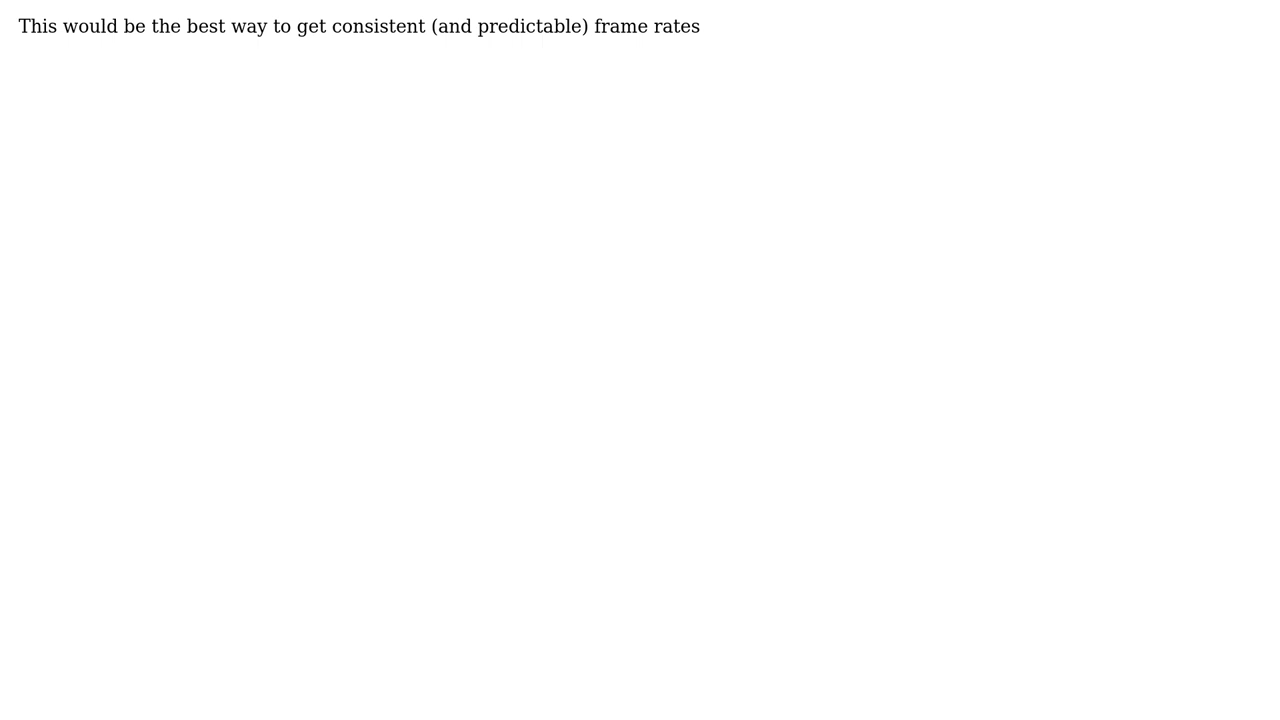 This would be the best way to get consistent (and predictable) frame rates